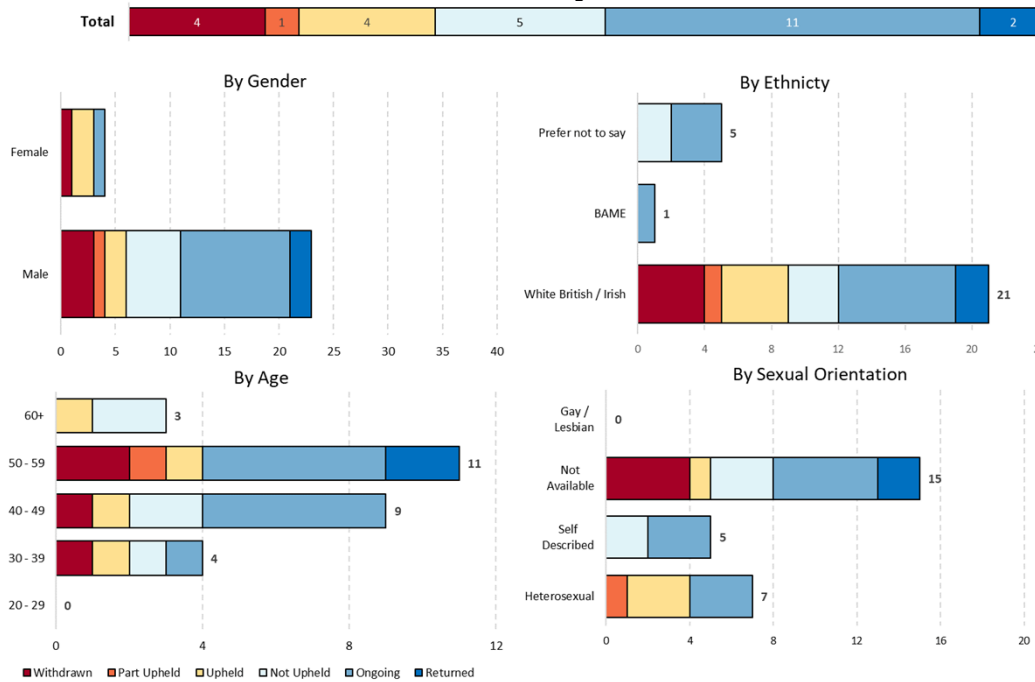 Total 4 1 4 5 11 2
By Gender
Female
Male
0 5 10 15 20 25 30 35 40
By Ethnicty
Prefer not to say 5
BAME 1
White British / Irish 21
0 4 8 12 16 20
By Age
60+ 3
50 - 59 11
40 - 49 9
30 - 39 4
20 - 29 0
0 4 8 12
By Sexual Orientation
Gay /
Lesbian 0
Not
Available 15
Self
Described 5
Heterosexual 7
0 4 8 12 16 20
Withdrawn Part Upheld Upheld Not Upheld Ongoing Returned